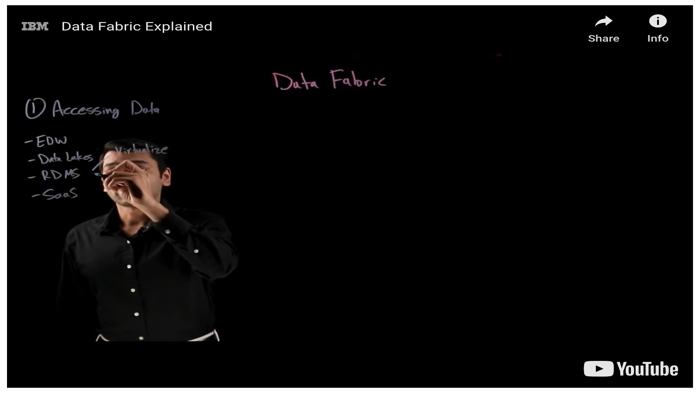 IBM Data Fabric Explained
Share
Info
Data Fabric
① Accessing Data
- EDW
- Data Lakes
Virtualize
- RDMS
- SaaS
YouTube